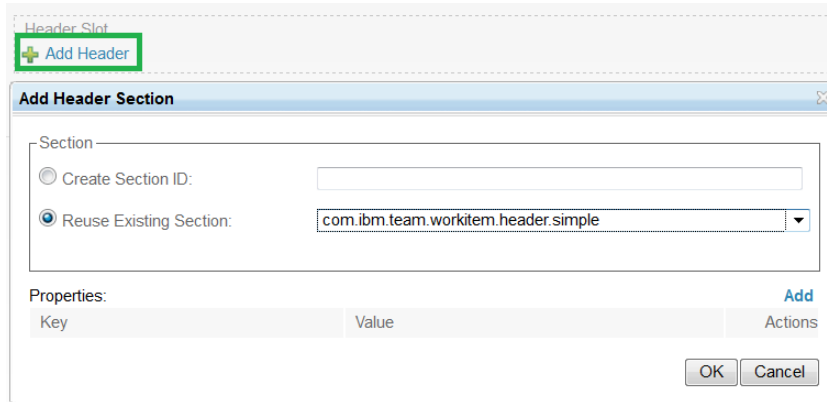 Header Slot
Add Header
Add Header Section
Section
Create Section ID:
Reuse Existing Section: com.ibm.team.workitem.header.simple
Properties: Add
Key Value Actions
OK Cancel